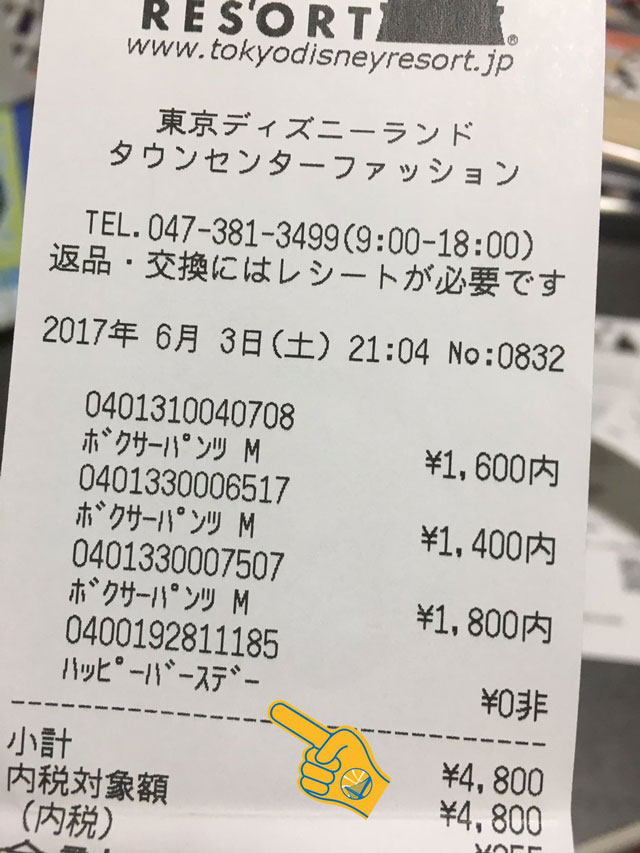 RESORT
www.tokyodisneyresort.jp
東京ディズニーランド
タウンセンターファッション
TEL.047-381-3499(9:00-18:00)
返品・交換にはレシートが必要です
2017年 6月 3日(土) 21:04 No:0832
0401310040708
ﾎﾞｸｻｰﾊﾟﾝﾂ M ¥1,600内
0401330006517
ﾎﾞｸｻｰﾊﾟﾝﾂ M ¥1,400内
0401330007507
ﾎﾞｸｻｰﾊﾟﾝﾂ M ¥1,800内
0400192811185
ﾊｯﾋﾟｰﾊﾞｰｽﾃﾞｰ ¥0非
小計 ¥4,800
内税対象額 ¥4,800
(内税)